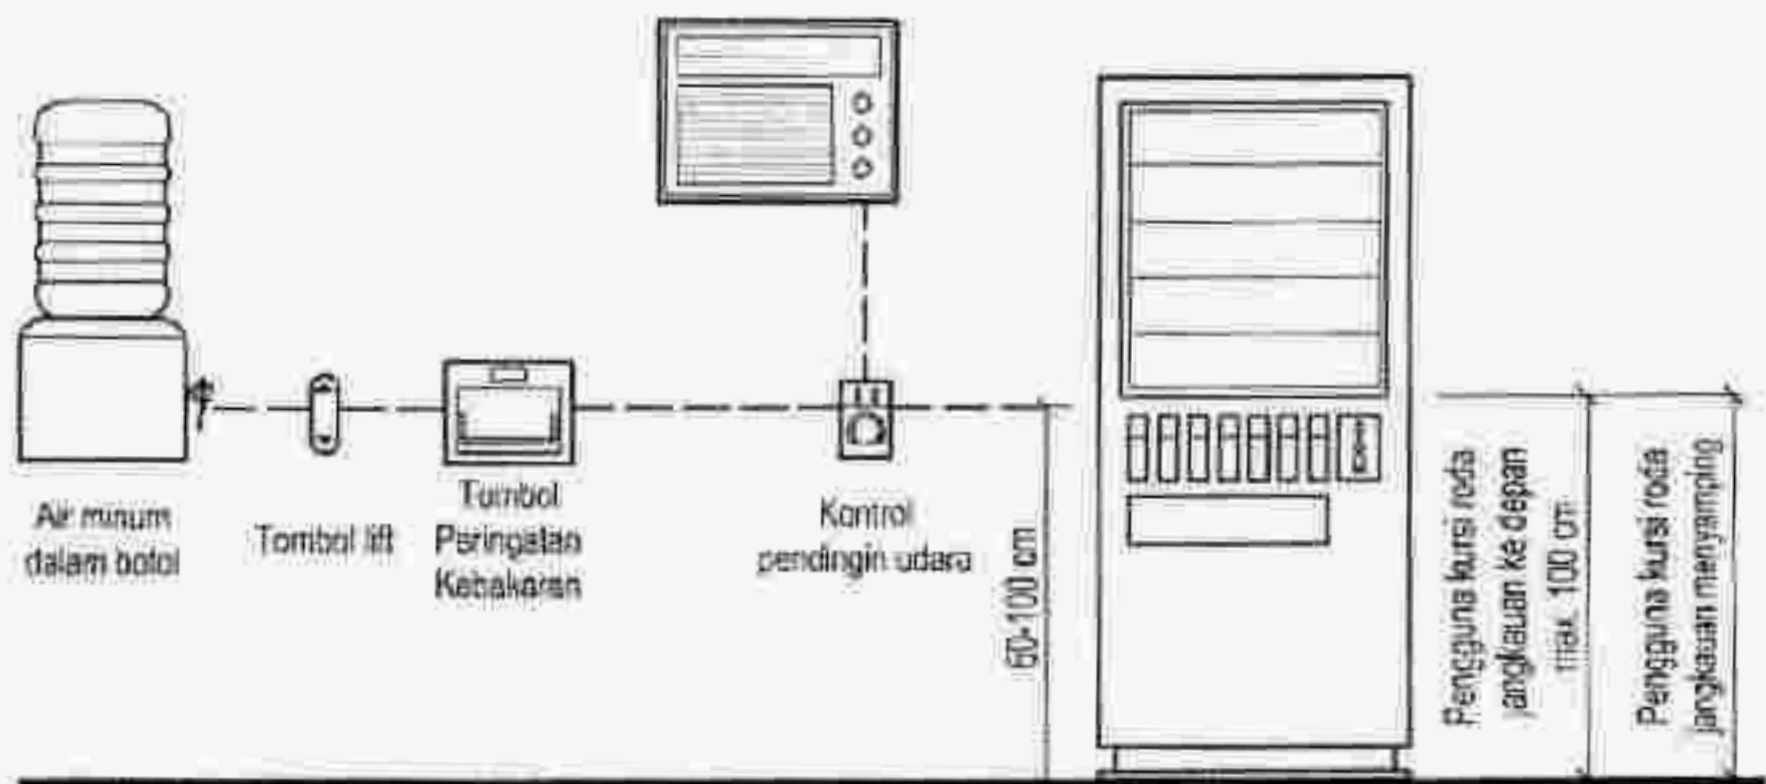 Air minum
dalam botol
Tombol lift
Tombol
Peringatan
Kebakaran
Kontrol
pendingin udara
60-100 cm
Pengguna kursi roda
jangkauan ke depan
max. 100 cm
Pengguna kursi roda
jangkauan menyamping